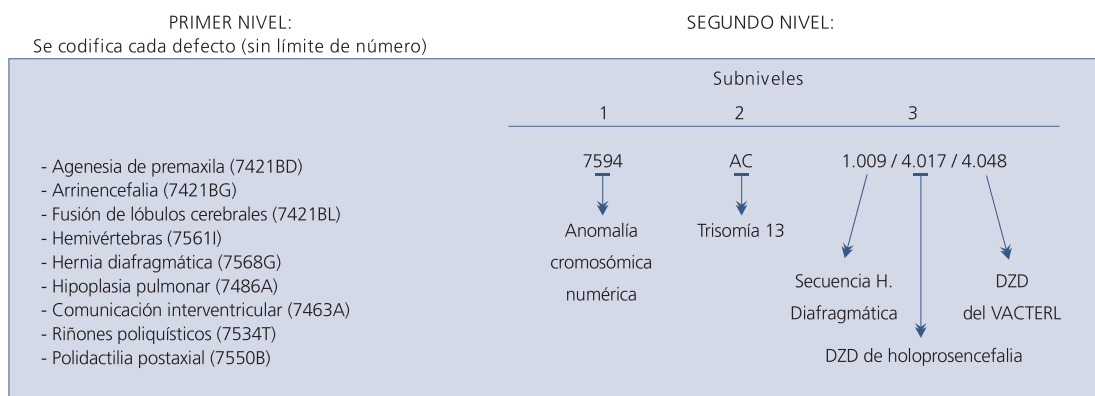 PRIMER NIVEL:
Se codifica cada defecto (sin límite de número)
SEGUNDO NIVEL:
Subniveles
1 2 3
- Agenesia de premaxila (7421BD)
- Arrinencefalia (7421BG)
- Fusión de lóbulos cerebrales (7421BL)
- Hemivértebras (7561I)
- Hernia diafragmática (7568G)
- Hipoplasia pulmonar (7486A)
- Comunicación interventricular (7463A)
- Riñones poliquísticos (7534T)
- Polidactilia postaxial (7550B)
7594 AC 1.009 / 4.017 / 4.048
Anomalía
cromosómica
numérica
Trisomía 13
Secuencia H.
Diafragmática
DZD
del VACTERL
DZD de holoprosencefalia